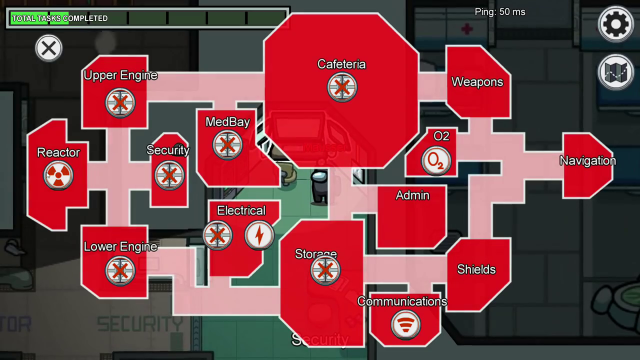 TOTAL TASKS COMPLETED
Ping: 50 ms
Cafeteria
Upper Engine
Weapons
MedBay
O2
Reactor
Security
Navigation
O2
Admin
Electrical
Lower Engine
Storage
Shields
Communications
SECURITY
Security